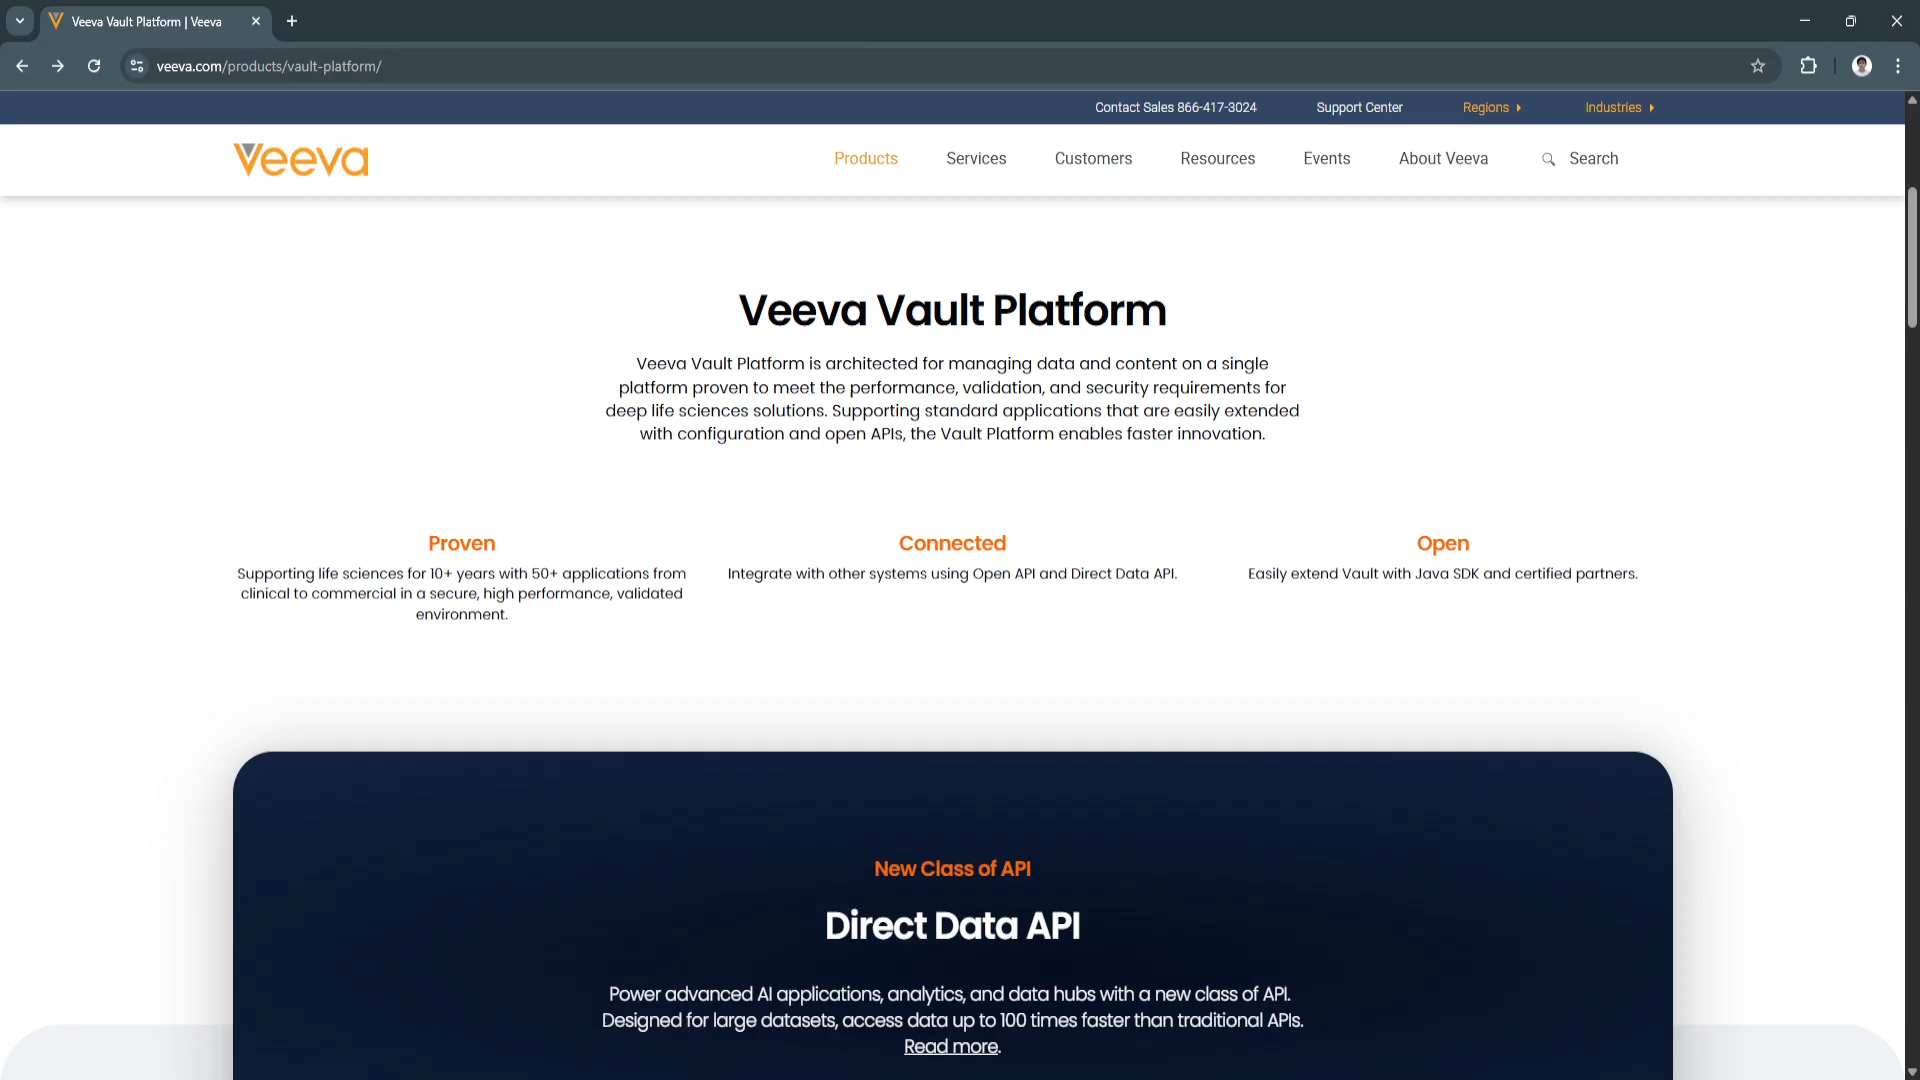 Veeva Vault Platform | Veeva
veeva.com/products/vault-platform/
Contact Sales 866-417-3024
Support Center
Regions
Industries
Veeva
Products
Services
Customers
Resources
Events
About Veeva
Search
Veeva Vault Platform
Veeva Vault Platform is architected for managing data and content on a single
platform proven to meet the performance, validation, and security requirements for
deep life sciences solutions. Supporting standard applications that are easily extended
with configuration and open APIs, the Vault Platform enables faster innovation.
Proven
Supporting life sciences for 10+ years with 50+ applications from
clinical to commercial in a secure, high performance, validated
environment.
Connected
Integrate with other systems using Open API and Direct Data API.
Open
Easily extend Vault with Java SDK and certified partners.
New Class of API
Direct Data API
Power advanced AI applications, analytics, and data hubs with a new class of API.
Designed for large datasets, access data up to 100 times faster than traditional APIs.
Read more.